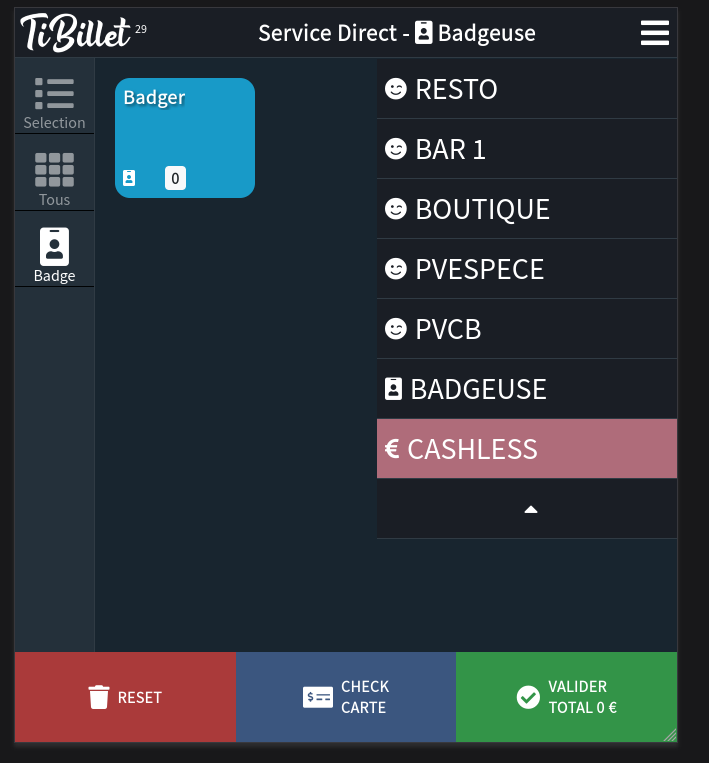 TiBillet 29
Service Direct - Badgeuse
Selection
Tous
Badge
Badger
0
RESTO
BAR 1
BOUTIQUE
PVESPECE
PVCB
BADGEUSE
€ CASHLESS
RESET
CHECK
CARTE
VALIDER
TOTAL 0 €